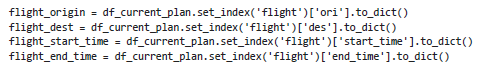 flight_origin = df_current_plan.set_index('flight')['ori'].to_dict()
flight_dest = df_current_plan.set_index('flight')['des'].to_dict()
flight_start_time = df_current_plan.set_index('flight')['start_time'].to_dict()
flight_end_time = df_current_plan.set_index('flight')['end_time'].to_dict()